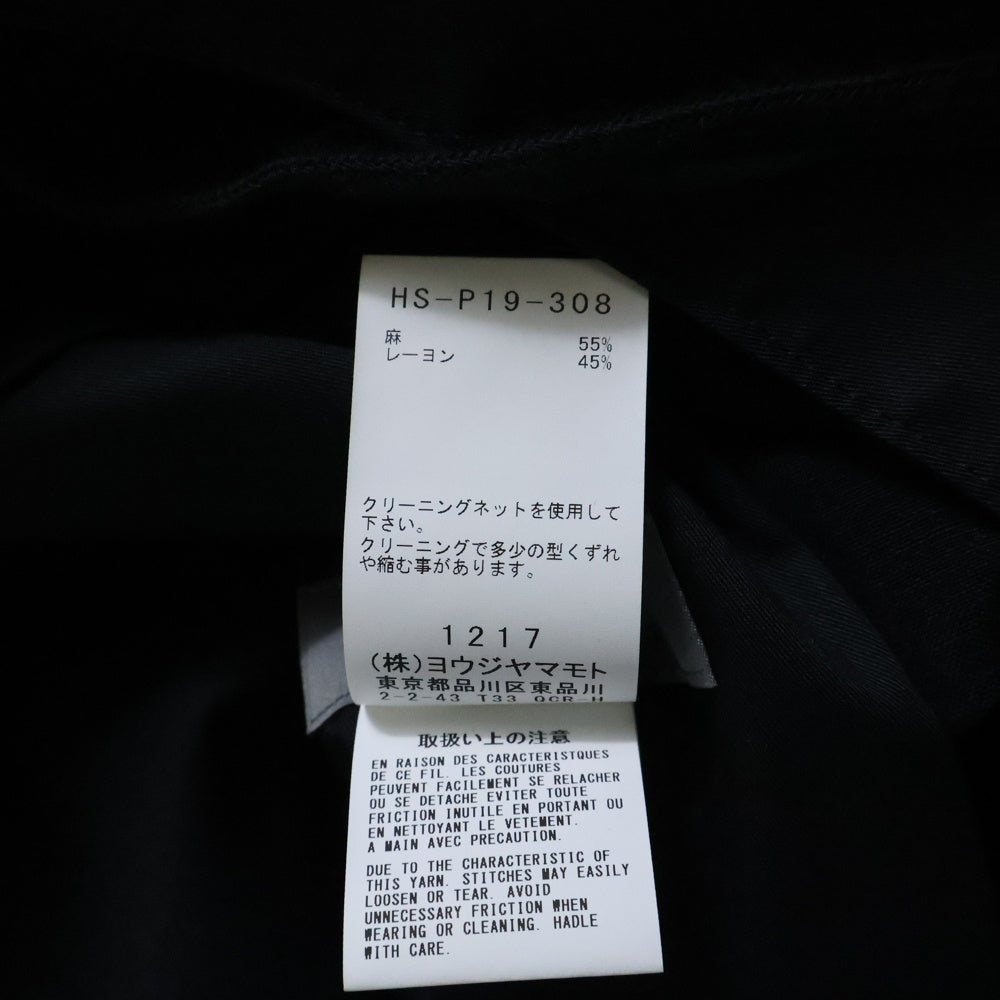 HS-P19-308
麻 55%
レーヨン 45%
クリーニングネットを使用して
下さい。
クリーニングで多少の型くずれ
や縮む事があります。
1217
(株)ヨウジヤマモト
東京都品川区東品川
2-2-43 T33 QCR-H
取扱い上の注意
EN RAISON DES CARACTERISTQUES
DE CE FIL. LES COUTURES
PEUVENT FACILEMENT SE RELACHER
OU SE DETACHE EVITER TOUTE
FRICTION INUTILE EN PORTANT OU
EN NETTOYANT LE VETEMENT.
A MAIN AVEC PRECAUTION.
DUE TO THE CHARACTERISTIC OF
THIS YARN. STITCHES MAY EASILY
LOOSEN OR TEAR. AVOID
UNNECESSARY FRICTION WHEN
WEARING OR CLEANING. HADLE
WITH CARE.